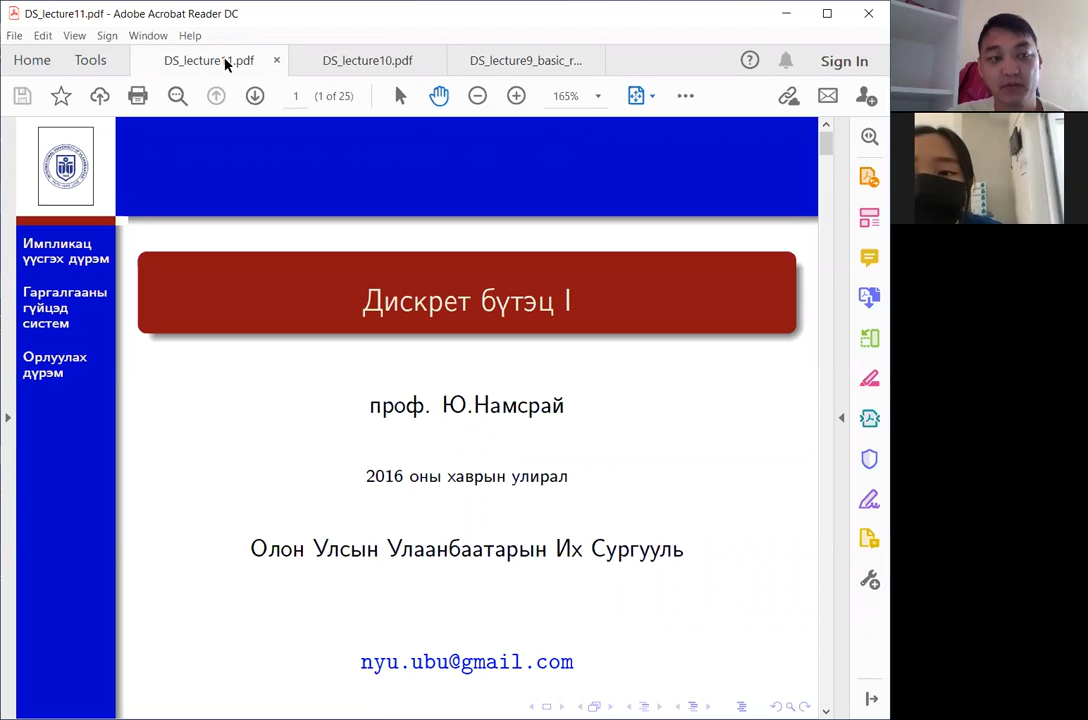 DS_lecture11.pdf - Adobe Acrobat Reader DC
File Edit View Sign Window Help
Home Tools DS_lecture11.pdf × DS_lecture10.pdf DS_lecture9_basic_r... Sign In
1 (1 of 25) 165%
Импликац
үүсгэх дүрэм
Гаргалгааны
гүйцэд
систем
Орлуулах
дүрэм
Дискрет бүтэц I
проф. Ю.Намсрай
2016 оны хаврын улирал
Олон Улсын Улаанбаатарын Их Сургууль
nyu.ubu@gmail.com